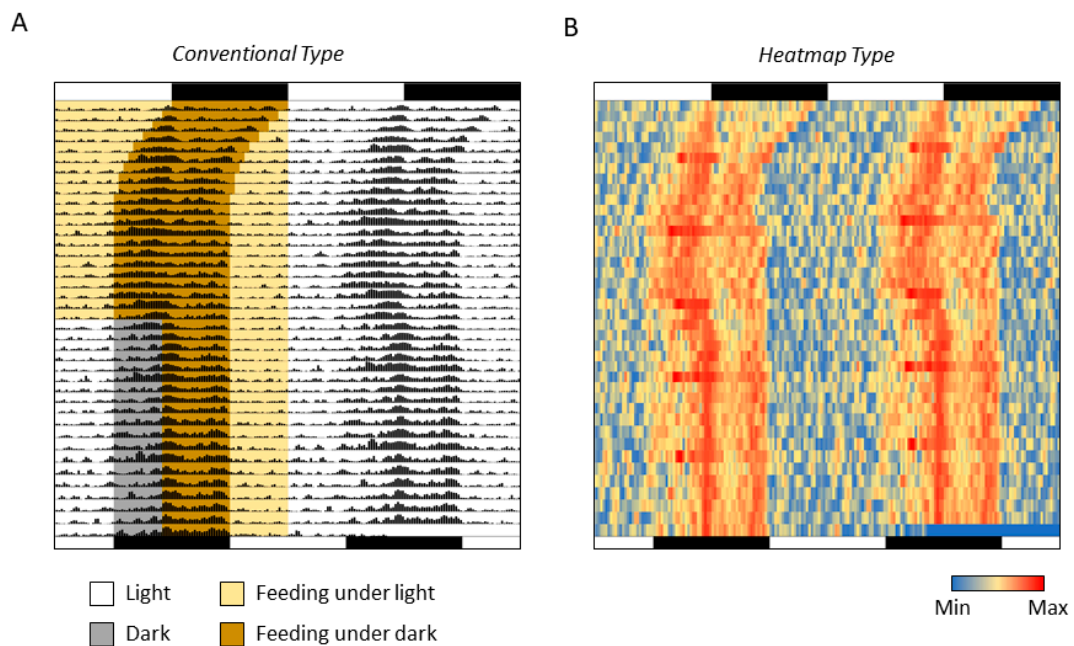 A
Conventional Type
B
Heatmap Type
Light
Feeding under light
Dark
Feeding under dark
Min
Max